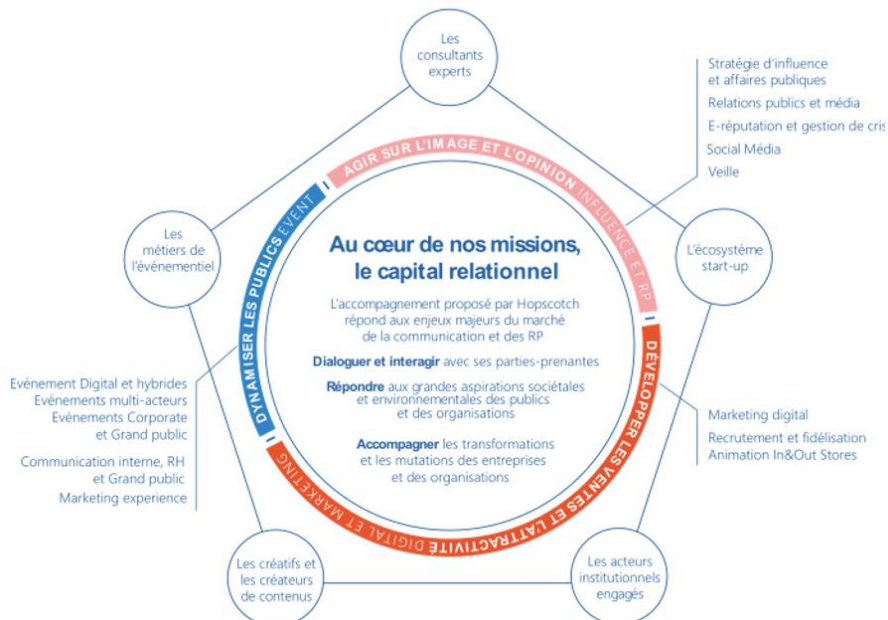 Les
consultants
experts
Stratégie d'influence
et affaires publiques
Relations publics et média
E-réputation et gestion de cris
Social Média
Veille
AGIR SUR L'IMAGE ET L'OPINION INFLUENCE ET RP
Les
métiers de
l'événementiel
L'écosystème
start-up
DYNAMISER LES PUBLICS EVENT
Au cœur de nos missions,
le capital relationnel
L'accompagnement proposé par Hopscotch
répond aux enjeux majeurs du marché
de la communication et des RP
Dialoguer et interagir avec ses parties-prenantes
Répondre aux grandes aspirations sociétales
et environnementales des publics
et des organisations
Accompagner les transformations
et les mutations des entreprises
et des organisations
Evénement Digital et hybrides
Evénements multi-acteurs
Evénements Corporate
et Grand public
Communication interne, RH
et Grand public
Marketing experience
DÉVELOPPER LES VENTES ET L'ATTRACTIVITÉ DIGITAL ET MARKETING
Marketing digital
Recrutement et fidélisation
Animation In&Out Stores
Les créatifs et
les créateurs
de contenus
Les acteurs
institutionnels
engagés